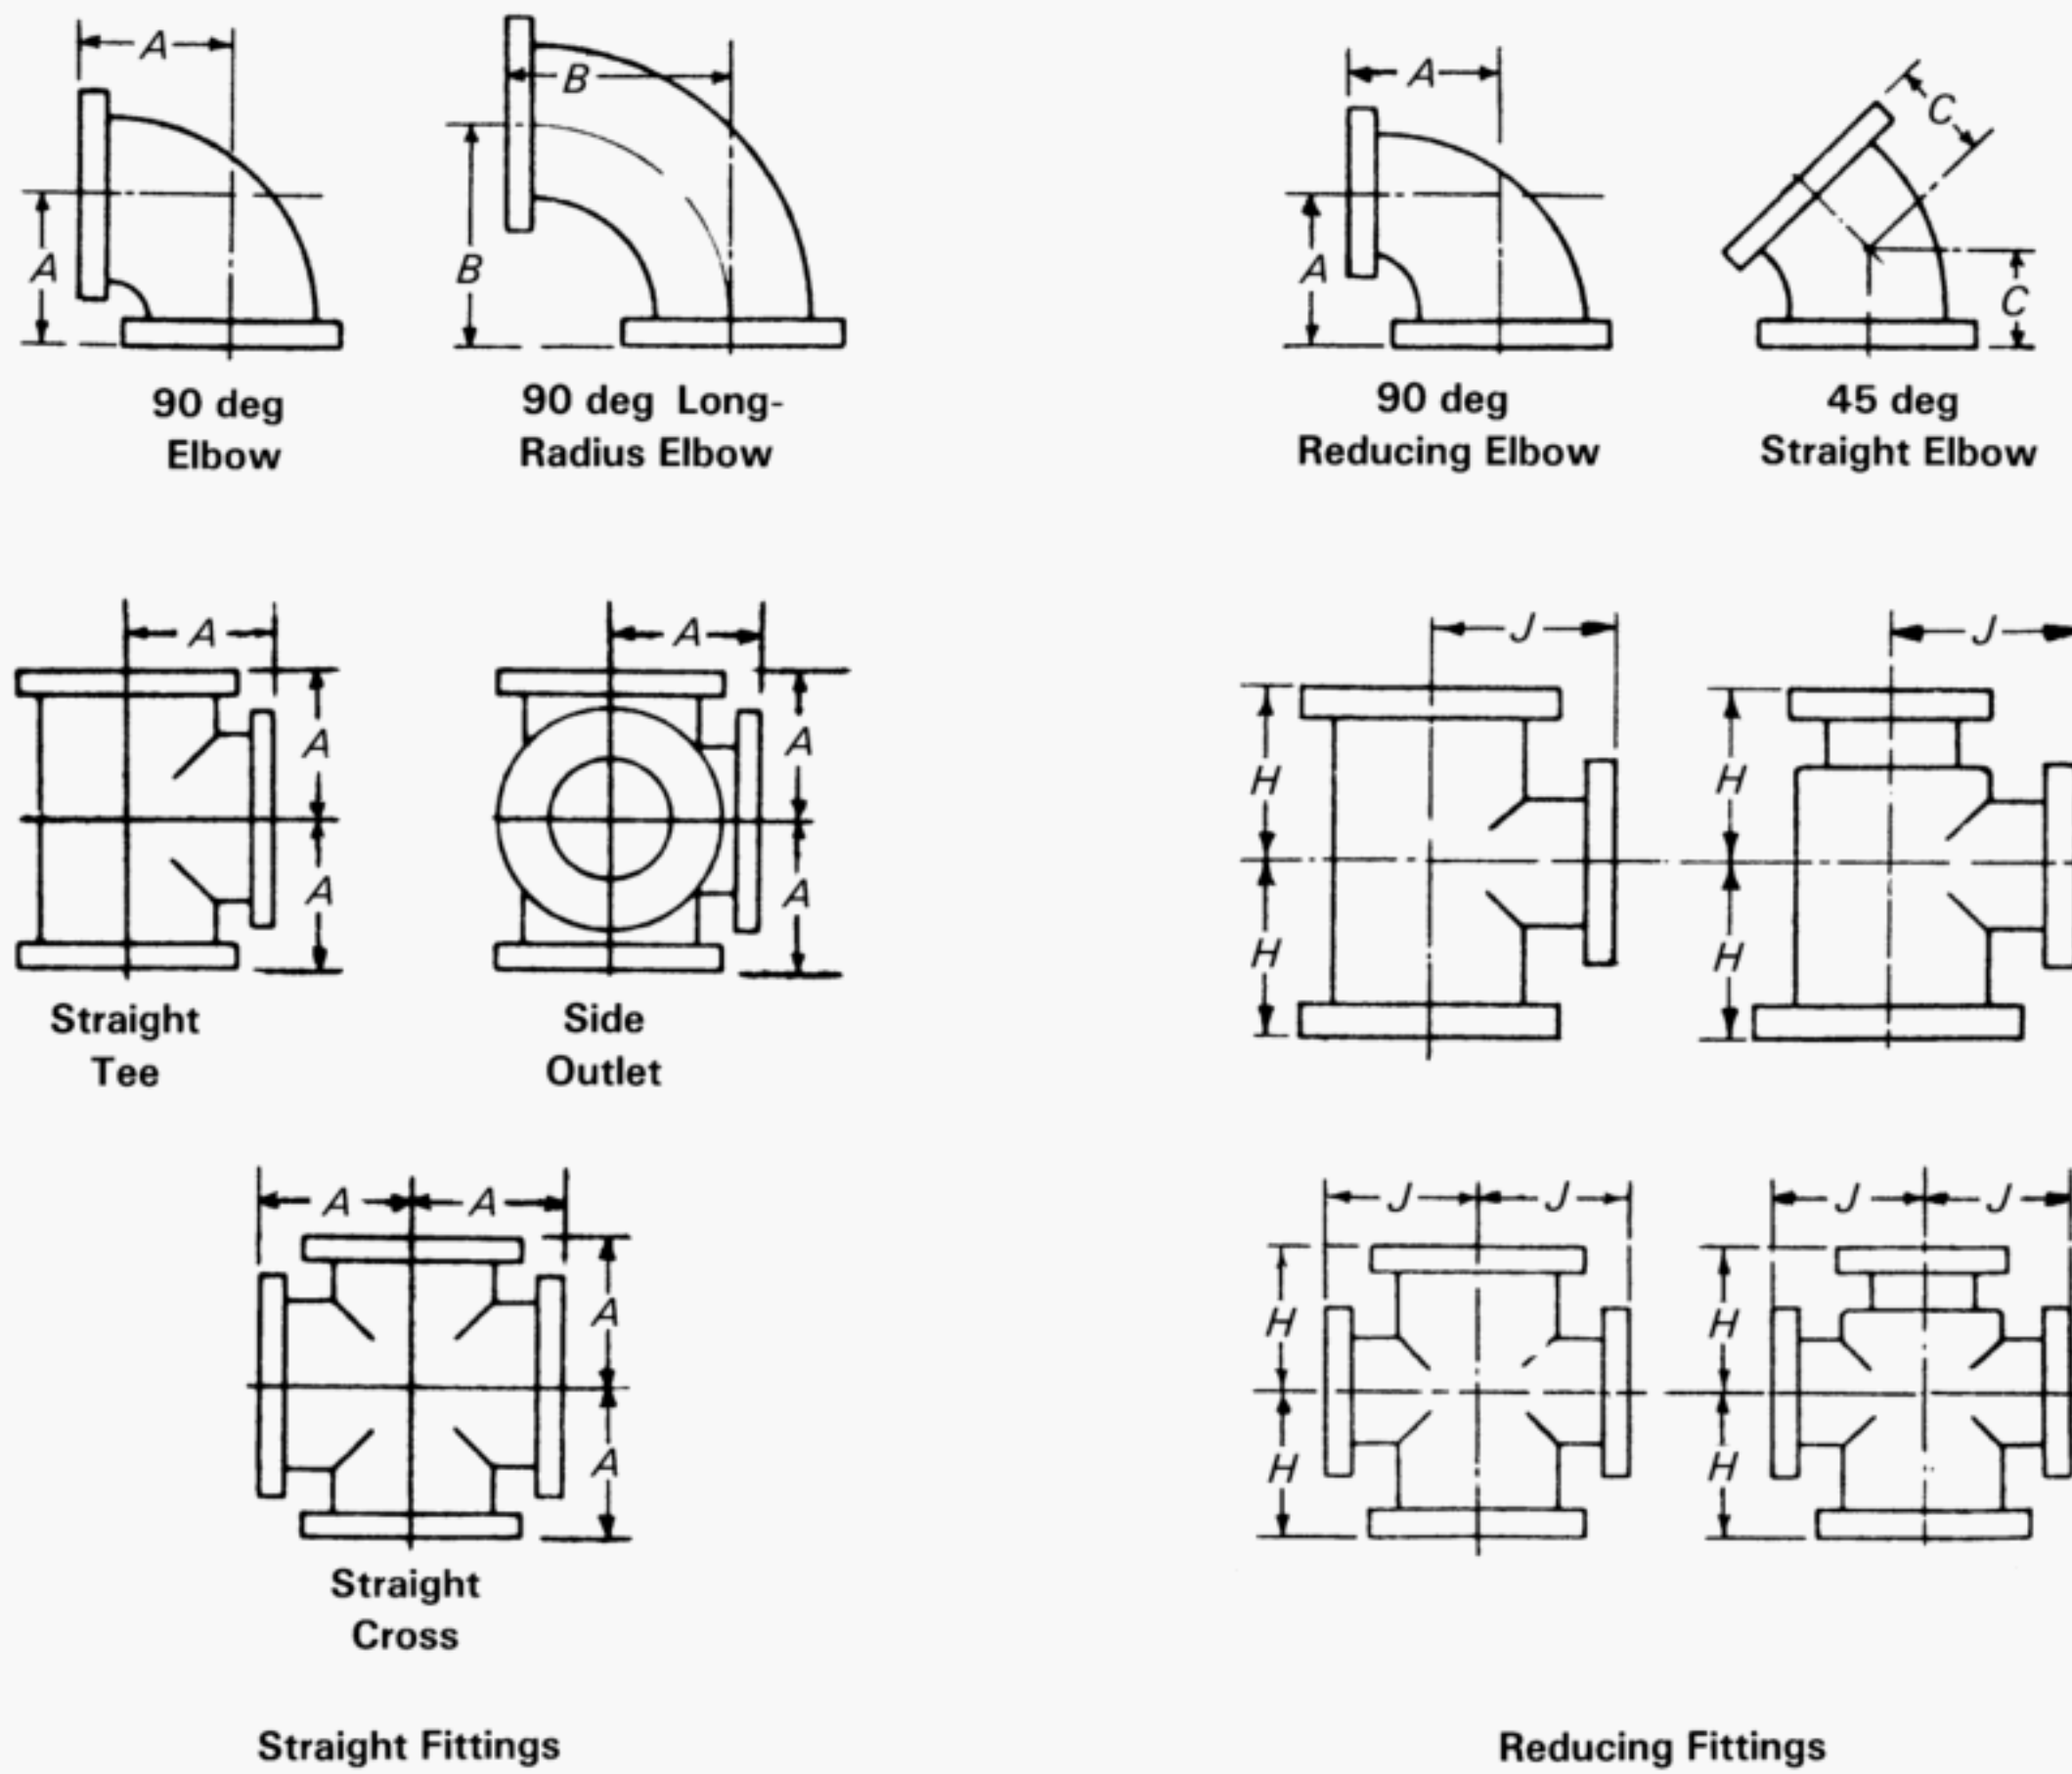 A
B
A
C
A
B
A
C
90 deg
Elbow
90 deg Long-
Radius Elbow
90 deg
Reducing Elbow
45 deg
Straight Elbow
A
A
J
J
A
A
H
H
A
A
H
H
Straight
Tee
Side
Outlet
A A
J J
J J
A
H
H
A
H
H
Straight
Cross
Straight Fittings
Reducing Fittings